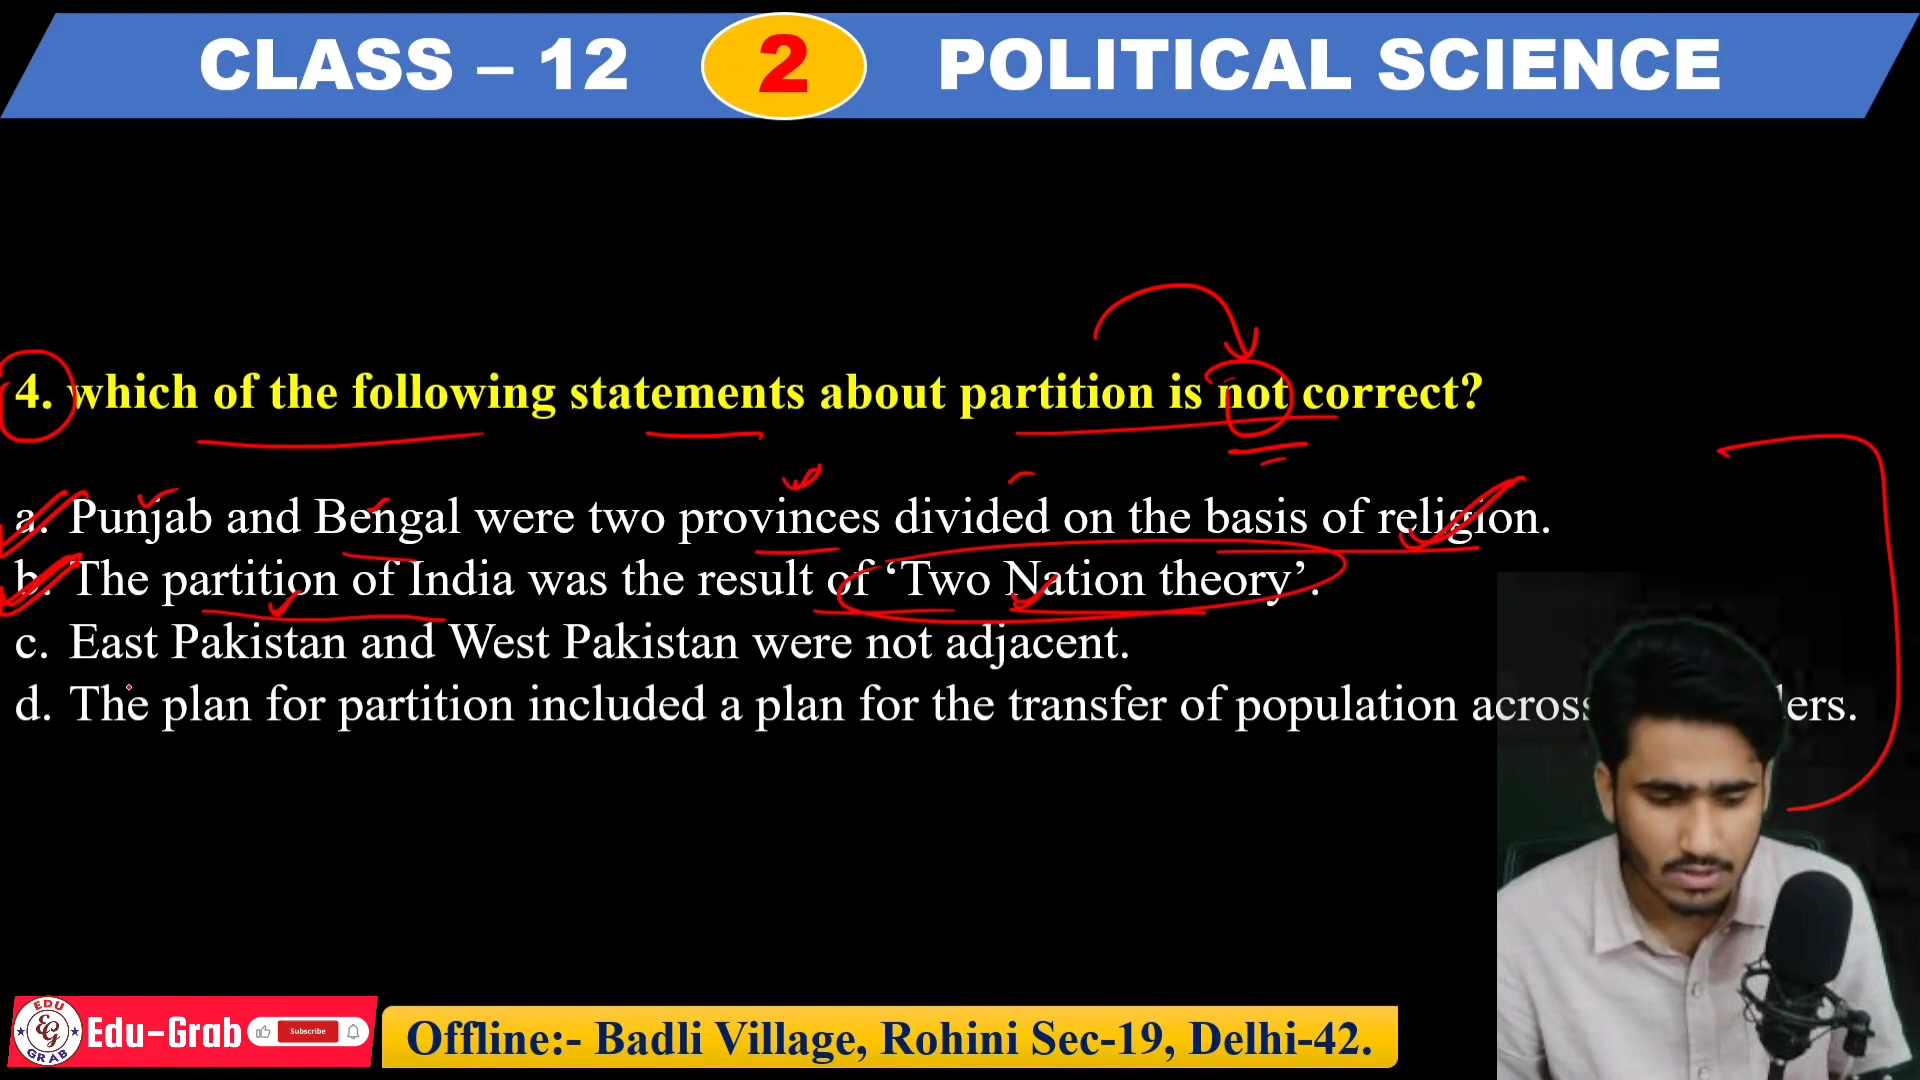 CLASS – 12 2 POLITICAL SCIENCE
4. which of the following statements about partition is not correct?
a. Punjab and Bengal were two provinces divided on the basis of religion.
b. The partition of India was the result of ‘Two Nation theory’.
c. East Pakistan and West Pakistan were not adjacent.
d. The plan for partition included a plan for the transfer of population across ers.
EDU
EG
GRAB
Edu-Grab
Subscribe
Offline:- Badli Village, Rohini Sec-19, Delhi-42.